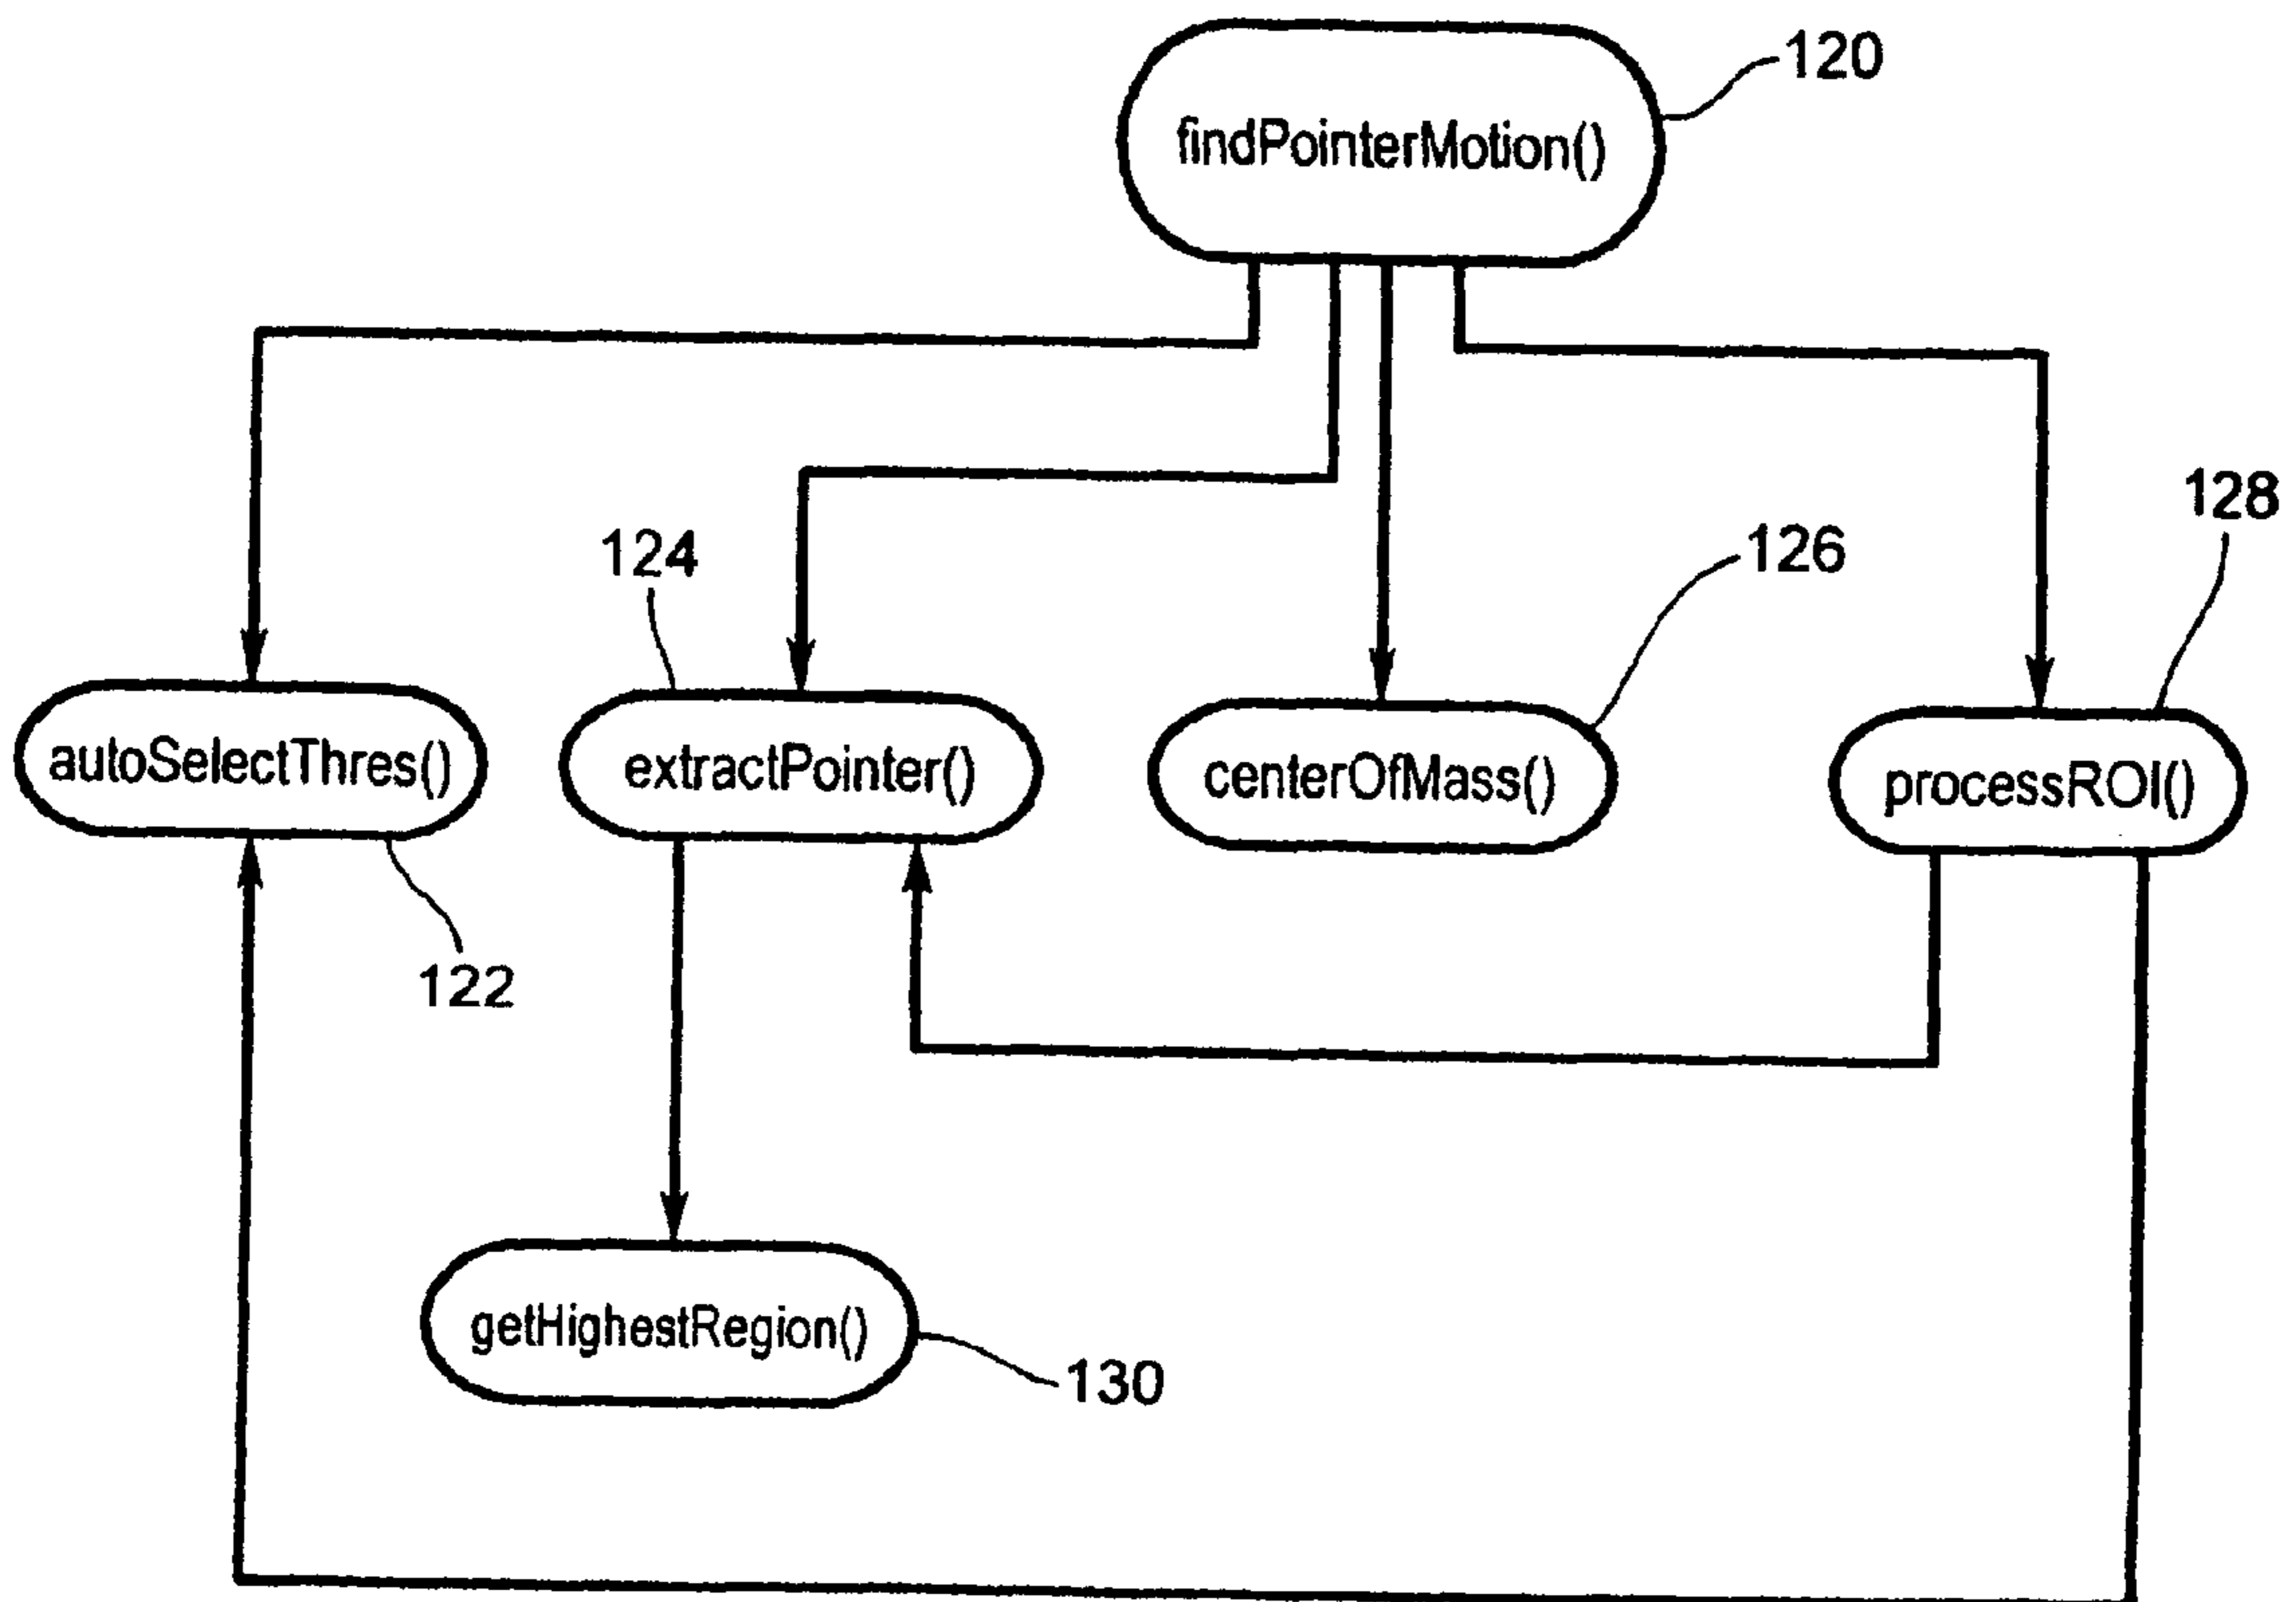 120
findPointerMotion()
128
124
126
autoSelectThres()
extractPointer()
centerOfMass()
processROI()
122
getHighestRegion()
130